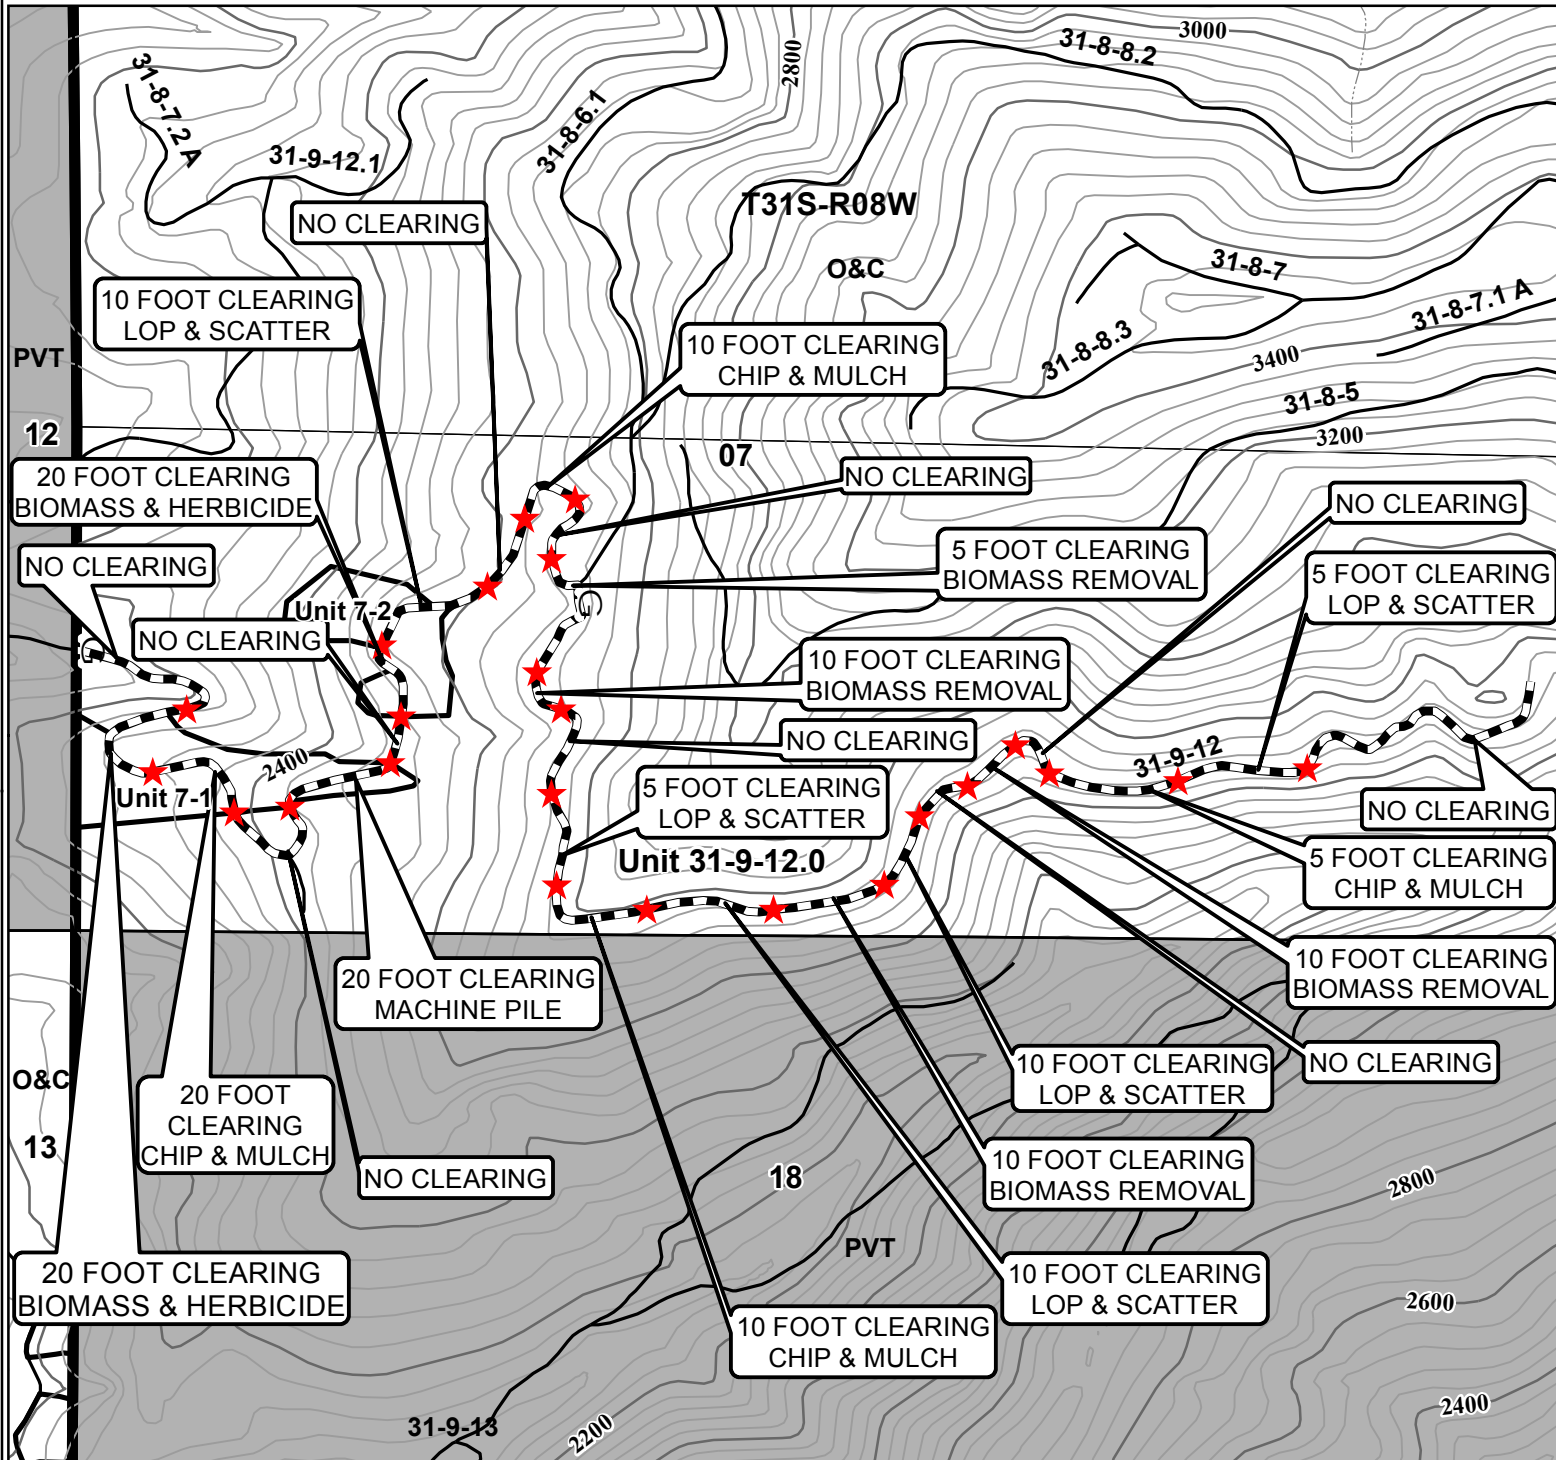 3000
31-8-8.2
2800
31-8-7.2 A
31-8-6.1
31-9-12.1
T31S-R08W
NO CLEARING
O&C
31-8-7
31-8-7.1 A
10 FOOT CLEARING
LOP & SCATTER
10 FOOT CLEARING
CHIP & MULCH
31-8-8.3
3400
PVT
31-8-5
12
3200
07
20 FOOT CLEARING
BIOMASS & HERBICIDE
NO CLEARING
NO CLEARING
NO CLEARING
5 FOOT CLEARING
BIOMASS REMOVAL
5 FOOT CLEARING
LOP & SCATTER
Unit 7-2
NO CLEARING
G
G
10 FOOT CLEARING
BIOMASS REMOVAL
NO CLEARING
31-9-12
2400
Unit 7-1
5 FOOT CLEARING
LOP & SCATTER
NO CLEARING
Unit 31-9-12.0
5 FOOT CLEARING
CHIP & MULCH
20 FOOT CLEARING
MACHINE PILE
10 FOOT CLEARING
BIOMASS REMOVAL
O&C
10 FOOT CLEARING
LOP & SCATTER
NO CLEARING
20 FOOT
CLEARING
CHIP & MULCH
13
NO CLEARING
18
10 FOOT CLEARING
BIOMASS REMOVAL
2800
PVT
20 FOOT CLEARING
BIOMASS & HERBICIDE
10 FOOT CLEARING
LOP & SCATTER
2600
10 FOOT CLEARING
CHIP & MULCH
31-9-13
2200
2400